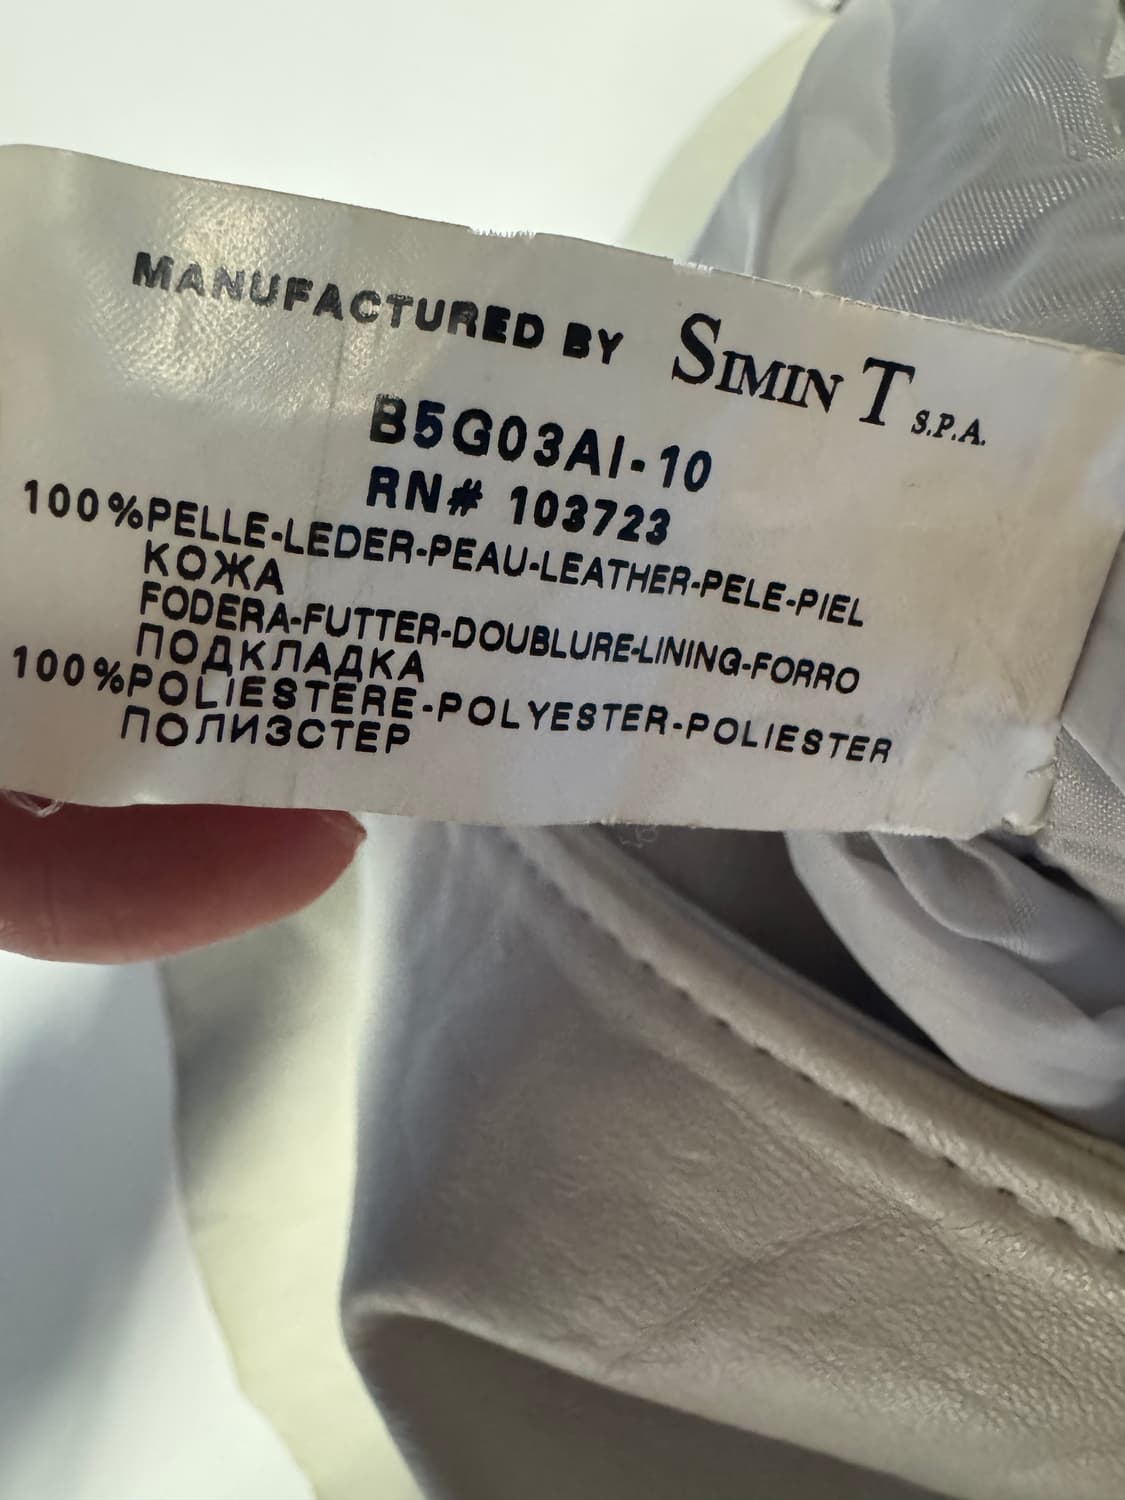 MANUFACTURED BY SIMIN T S.P.A.
B5G03AI-10
RN# 103723
100%PELLE-LEDER-PEAU-LEATHER-PELE-PIEL
КОЖА
FODERA-FUTTER-DOUBLURE-LINING-FORRO
ПОДКЛАДКА
100%POLIESTERE-POLYESTER-POLIESTER
ПОЛИЗСТЕР